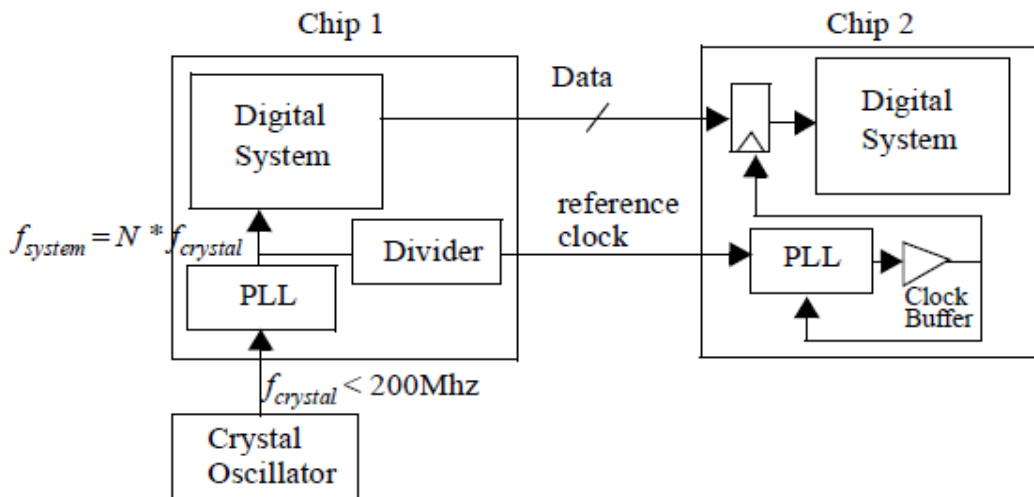 Chip 1
Chip 2
Digital
System
Data
Digital
System
reference
clock
f_system = N * f_crystal
Divider
PLL
PLL
Clock
Buffer
f_crystal < 200Mhz
Crystal
Oscillator